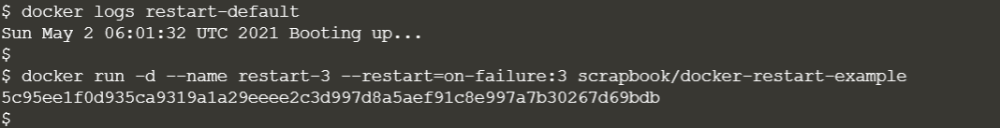 $ docker logs restart-default
Sun May 2 06:01:32 UTC 2021 Booting up...
$
$ docker run -d --name restart-3 --restart=on-failure:3 scrapbook/docker-restart-example
5c95ee1f0d935ca9319a1a29eeee2c3d997d8a5aef91c8e997a7b30267d69bdb
$